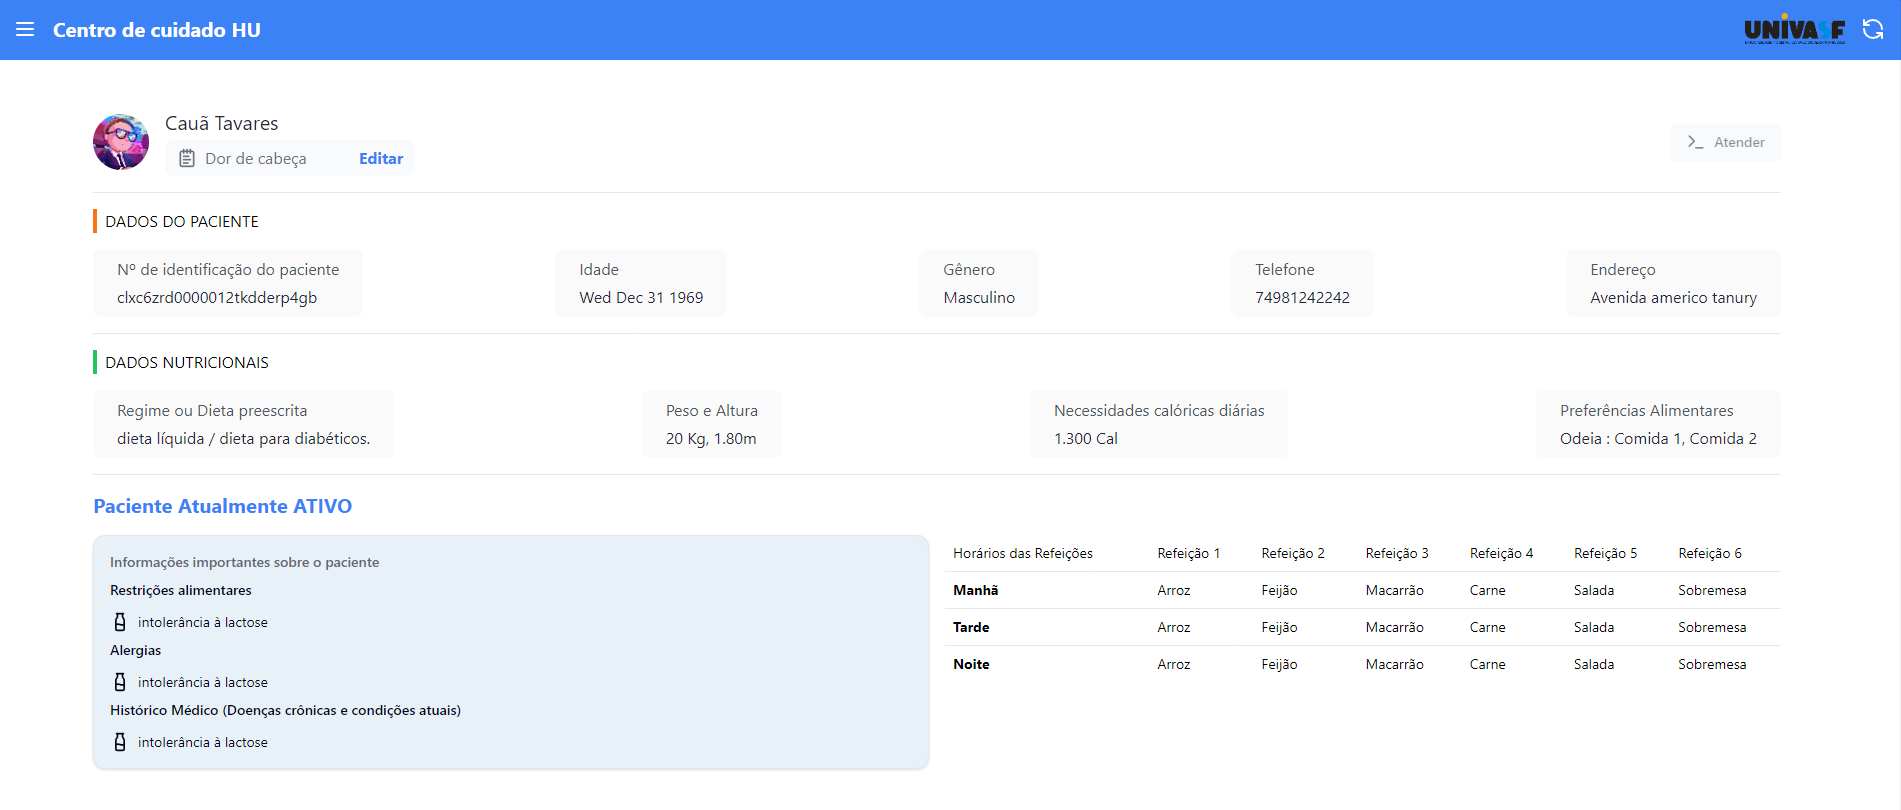 Centro de cuidado HU
UNIVASF
Cauã Tavares
Dor de cabeça Editar
Atender
DADOS DO PACIENTE
Nº de identificação do paciente Idade Gênero Telefone Endereço
clxc6zrd0000012tkdderp4gb Wed Dec 31 1969 Masculino 74981242242 Avenida americo tanury
DADOS NUTRICIONAIS
Regime ou Dieta preescrita Peso e Altura Necessidades calóricas diárias Preferências Alimentares
dieta líquida / dieta para diabéticos. 20 Kg, 1.80m 1.300 Cal Odeia : Comida 1, Comida 2
Paciente Atualmente ATIVO
Informações importantes sobre o paciente
Restrições alimentares
intolerância à lactose
Alergias
intolerância à lactose
Histórico Médico (Doenças crônicas e condições atuais)
intolerância à lactose
Horários das Refeições Refeição 1 Refeição 2 Refeição 3 Refeição 4 Refeição 5 Refeição 6
Manhã Arroz Feijão Macarrão Carne Salada Sobremesa
Tarde Arroz Feijão Macarrão Carne Salada Sobremesa
Noite Arroz Feijão Macarrão Carne Salada Sobremesa